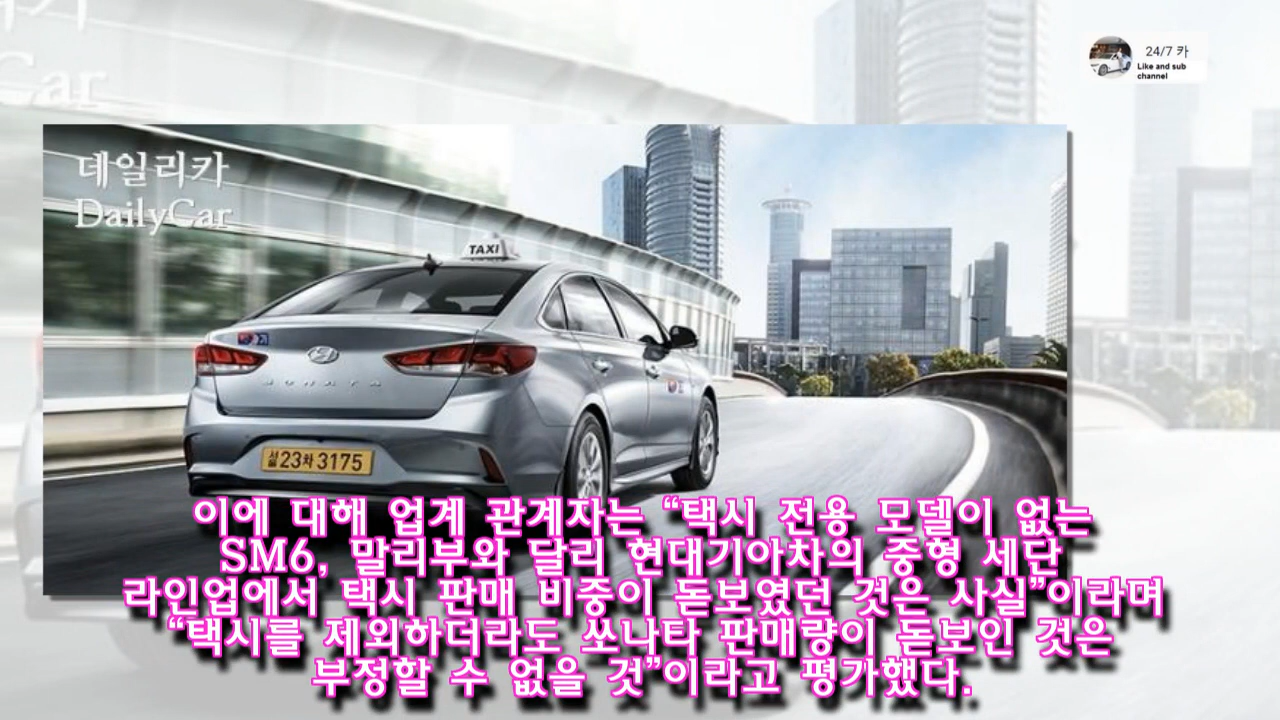 24/7 카
Like and sub
channel
데일리카
DailyCar
TAXI
SONATA
서울 23차 3175
이에 대해 업계 관계자는 “택시 전용 모델이 없는
SM6, 말리부와 달리 현대기아차의 중형 세단
라인업에서 택시 판매 비중이 돋보였던 것은 사실”이라며
“택시를 제외하더라도 쏘나타 판매량이 돋보인 것은
부정할 수 없을 것”이라고 평가했다.